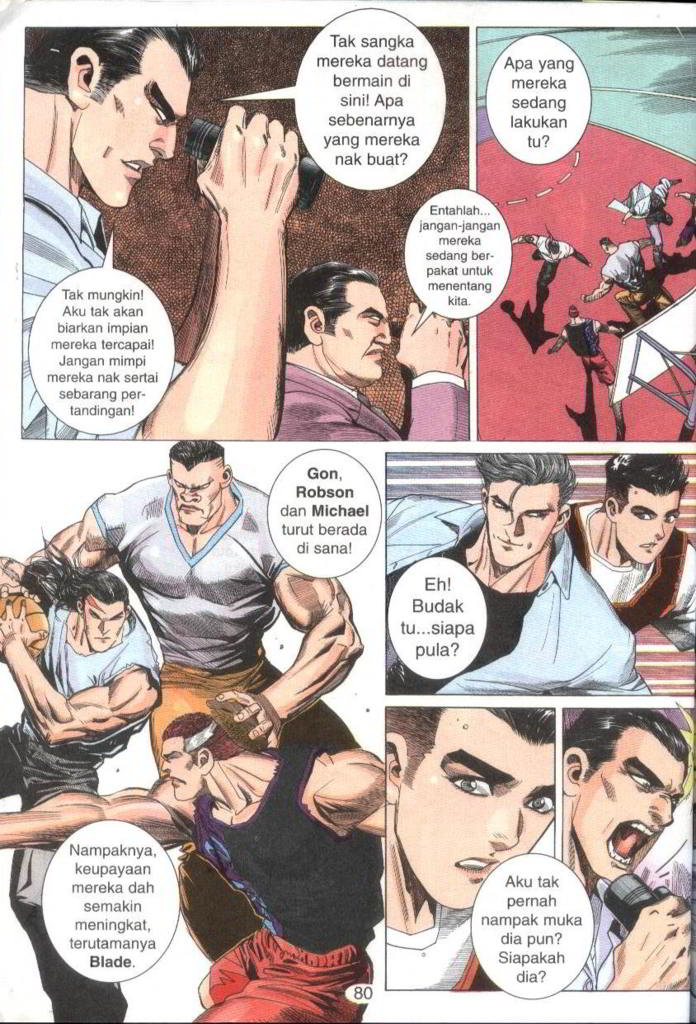 Tak sangka
mereka datang
bermain di
sini! Apa
sebenarnya
yang mereka
nak buat?
Entahlah...
jangan-jangan
mereka
sedang ber-
pakat untuk
menentang
kita.
Tak mungkin!
Aku tak akan
biarkan impian
mereka tercapai!
Jangan mimpi
mereka nak sertai
sebarang per-
tandingan!
Apa yang
mereka
sedang
lakukan
tu?
Gon,
Robson
dan Michael
turut berada
di sana!
Nampaknya,
keupayaan
mereka dah
semakin
meningkat,
terutamanya
Blade.
Eh!
Budak
tu...siapa
pula?
Aku tak
pernah
nampak muka
dia pun?
Siapakah
dia?
80